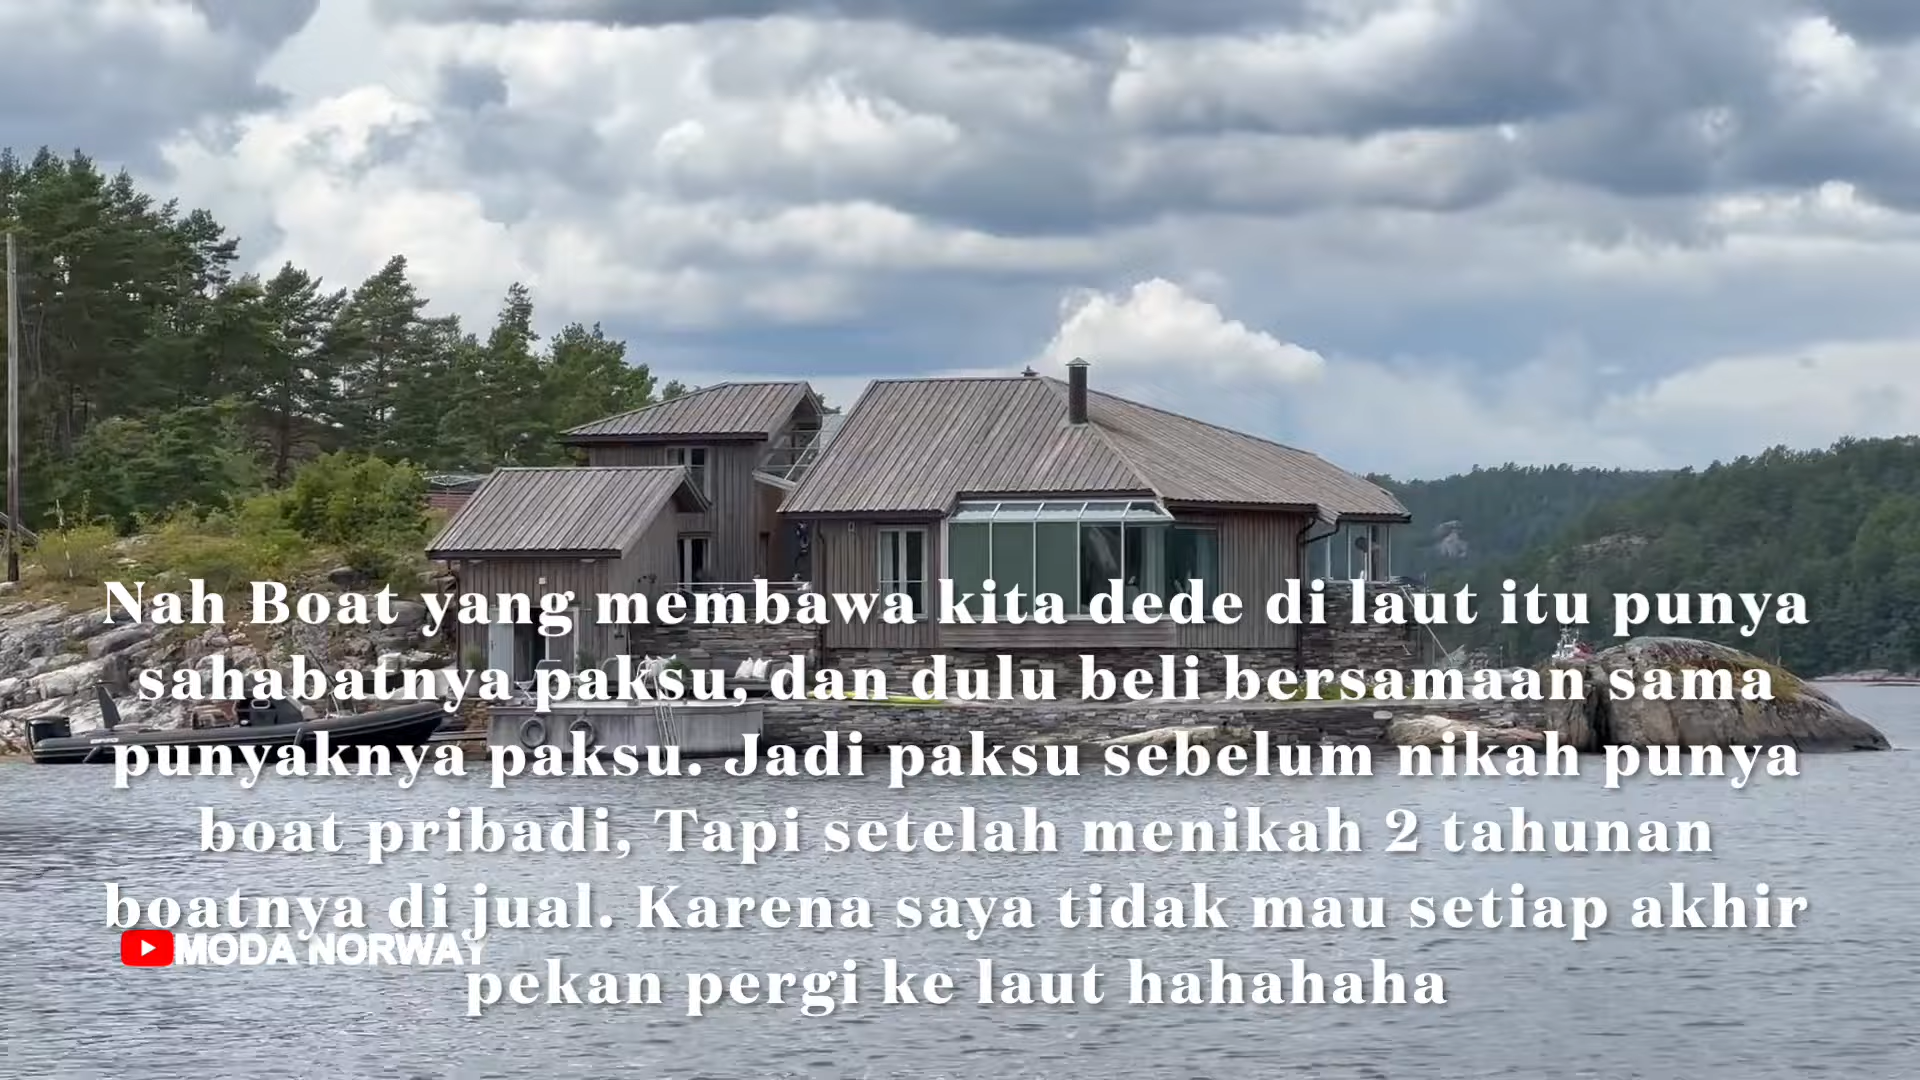 Nah Boat yang membawa kita dede di laut itu punya
sahabatnya paksu, dan dulu beli bersamaan sama
punyaknya paksu. Jadi paksu sebelum nikah punya
boat pribadi, Tapi setelah menikah 2 tahunan
boatnya di jual. Karena saya tidak mau setiap akhir
MODA NORWAY
pekan pergi ke laut hahahaha